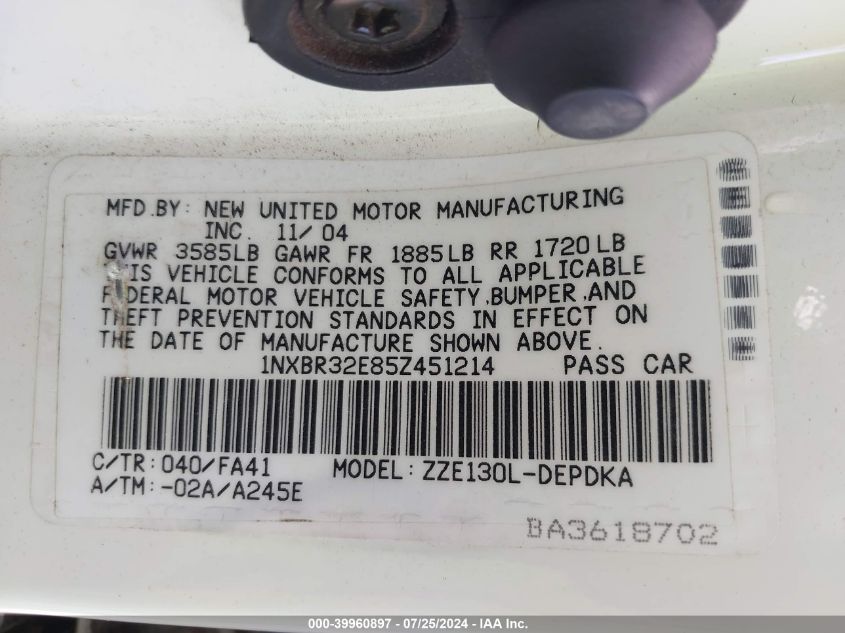 MFD.BY: NEW UNITED MOTOR MANUFACTURING
INC. 11/04
GVWR 3585LB GAWR FR 1885LB RR 1720LB
THIS VEHICLE CONFORMS TO ALL APPLICABLE
FEDERAL MOTOR VEHICLE SAFETY,BUMPER,AND
THEFT PREVENTION STANDARDS IN EFFECT ON
THE DATE OF MANUFACTURE SHOWN ABOVE.
1NXBR32E85Z451214 PASS CAR
C/TR:040/FA41 MODEL:ZZE130L-DEPDKA
A/TM:-02A/A245E
BA3618702
000-39960897 - 07/25/2024 - IAA Inc.